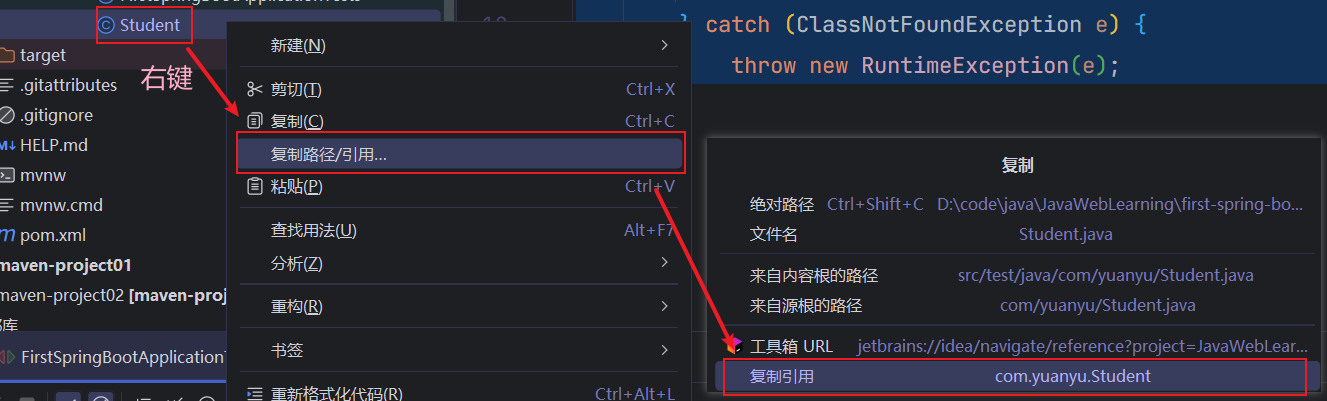 Student
target
.gitattributes
.gitignore
HELP.md
mvnw
mvnw.cmd
pom.xml
maven-project01
maven-project02 [maven-proj
FirstSpringBootApplicationT
右键
新建(N)
剪切(T) Ctrl+X
复制(C) Ctrl+C
复制路径/引用...
粘贴(P) Ctrl+V
查找用法(U) Alt+F7
分析(Z)
重构(R)
书签
重新格式化代码(R) Ctrl+Alt+L
} catch (ClassNotFoundException e) {
throw new RuntimeException(e);
复制
绝对路径 Ctrl+Shift+C D:\code\java\JavaWebLearning\first-spring-bo...
文件名 Student.java
来自内容根的路径 src/test/java/com/yuanyu/Student.java
来自源根的路径 com/yuanyu/Student.java
工具箱 URL jetbrains://idea/navigate/reference?project=JavaWebLear...
复制引用 com.yuanyu.Student